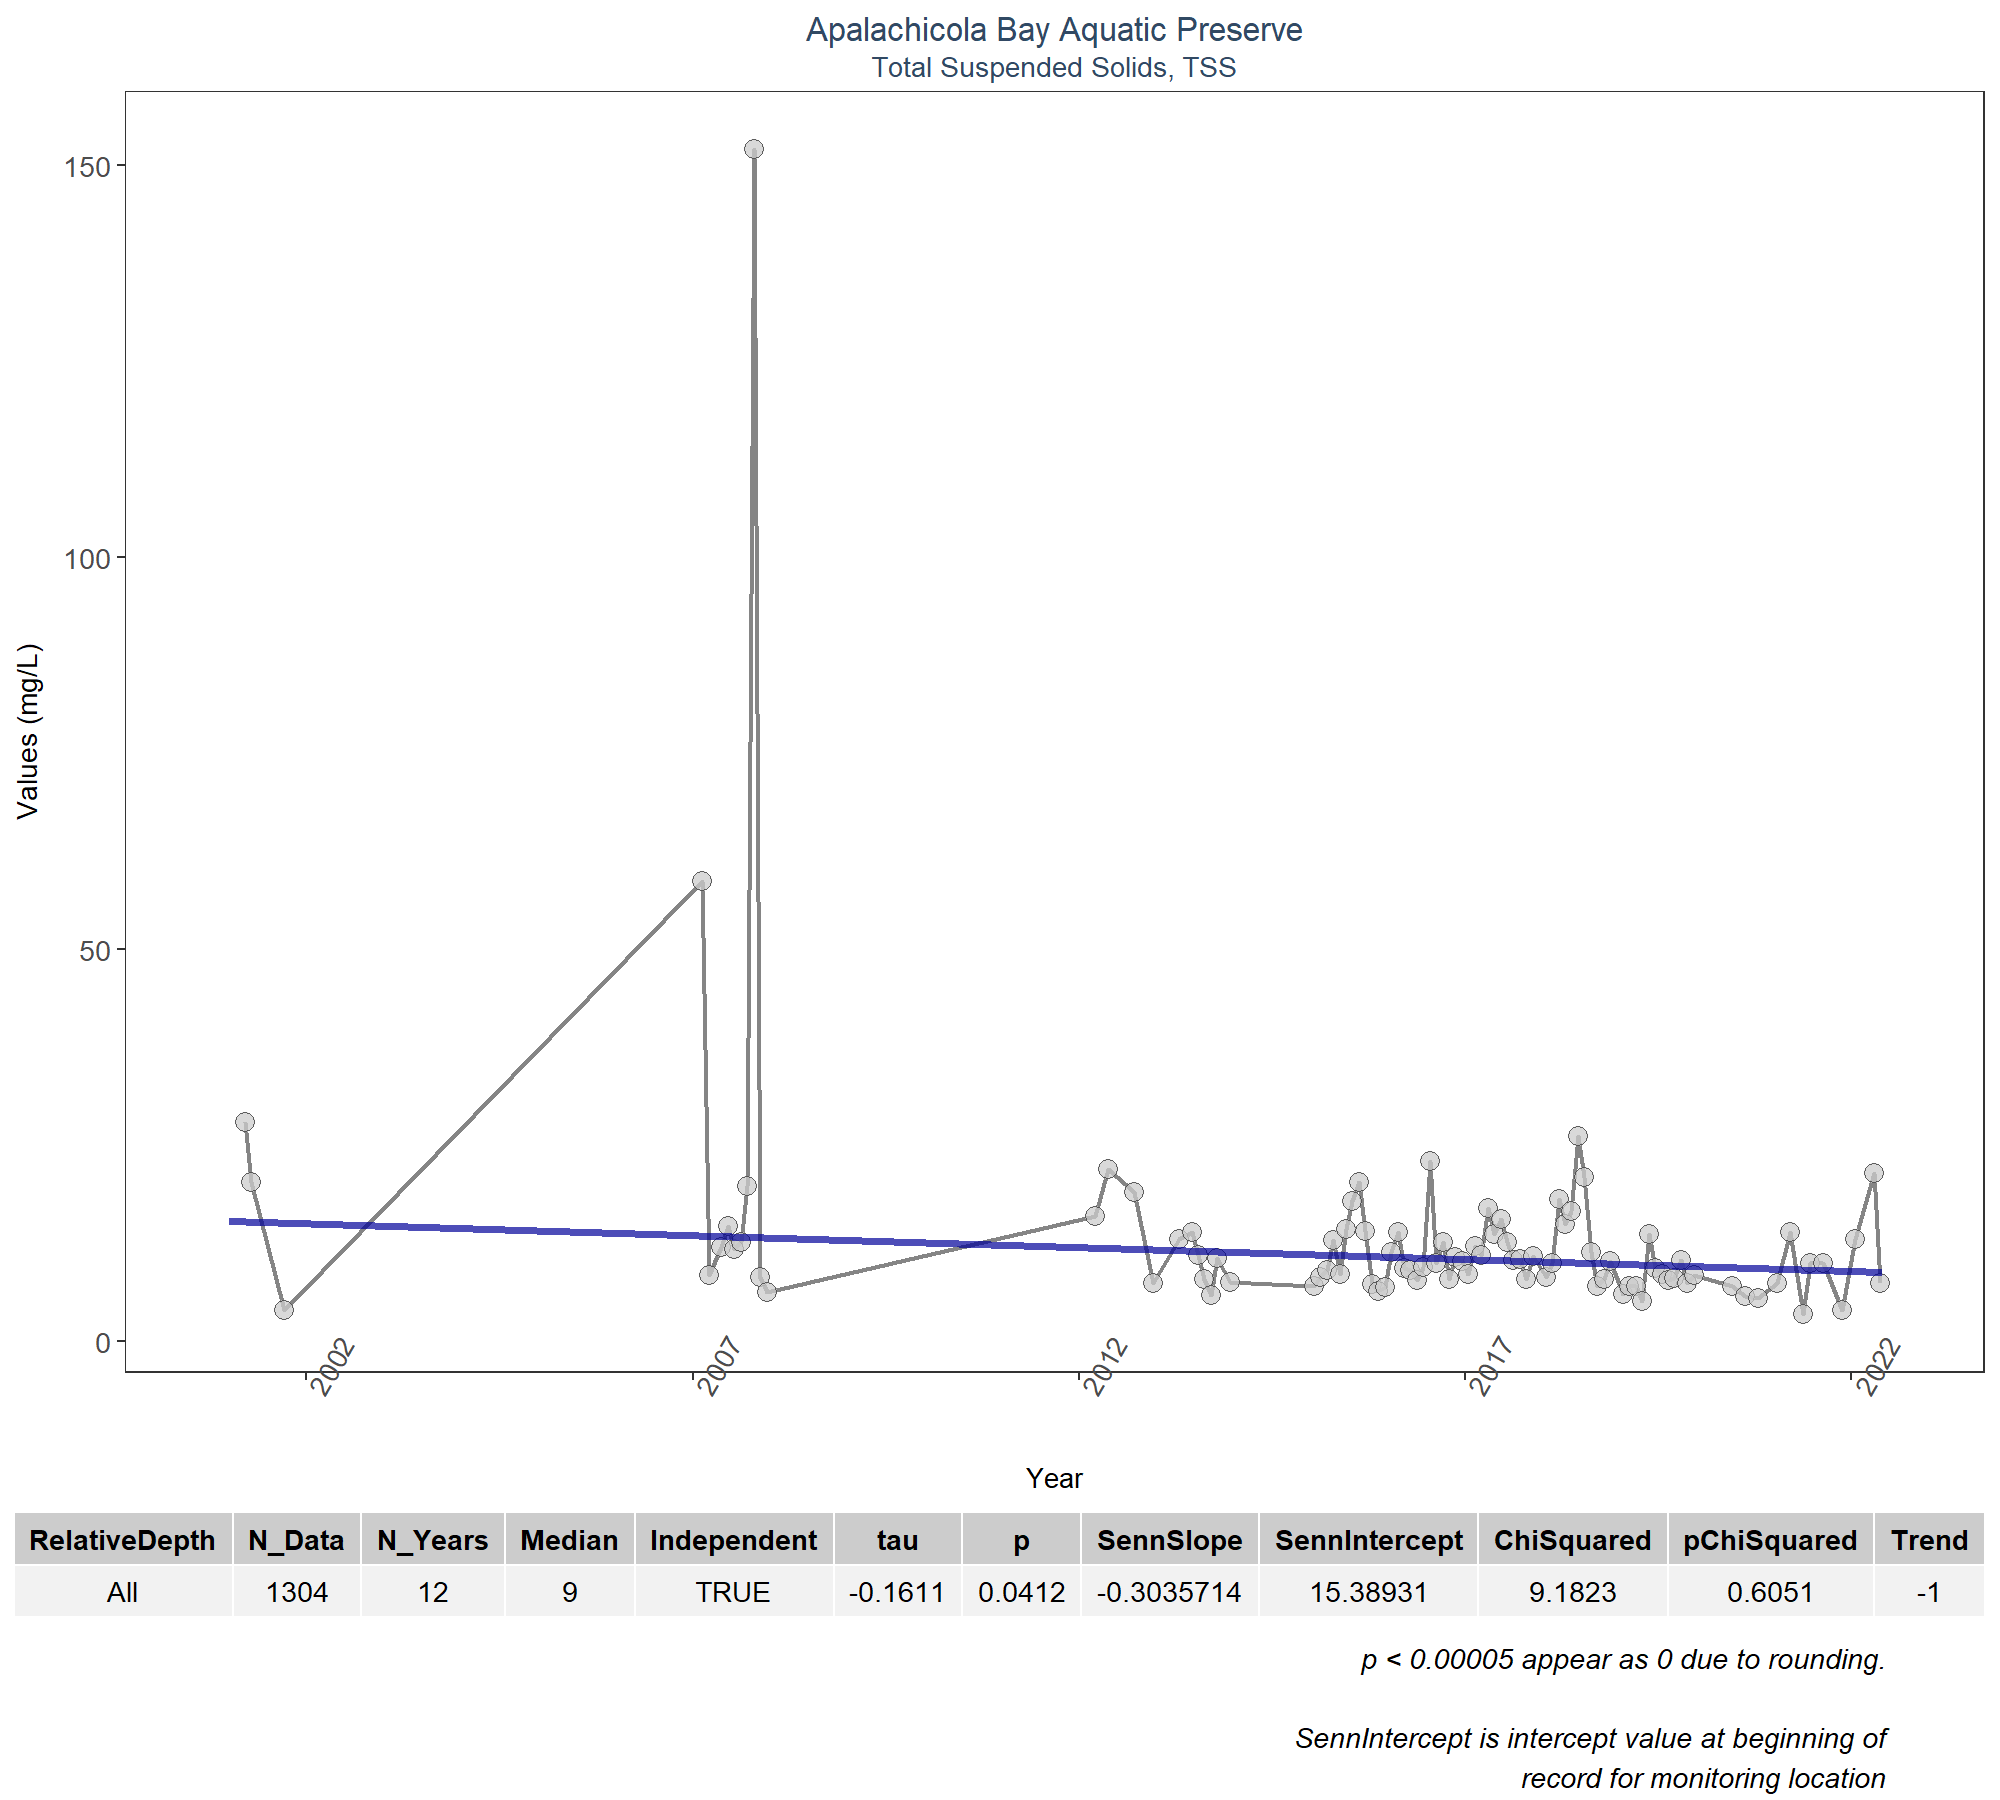 Apalachicola Bay Aquatic Preserve
Total Suspended Solids, TSS
150
100
50
0
Values (mg/L)
2002
2007
2012
2017
2022
Year
RelativeDepth N_Data N_Years Median Independent tau p SennSlope SennIntercept ChiSquared pChiSquared Trend
All 1304 12 9 TRUE -0.1611 0.0412 -0.3035714 15.38931 9.1823 0.6051 -1
p < 0.00005 appear as 0 due to rounding.
SennIntercept is intercept value at beginning of
record for monitoring location